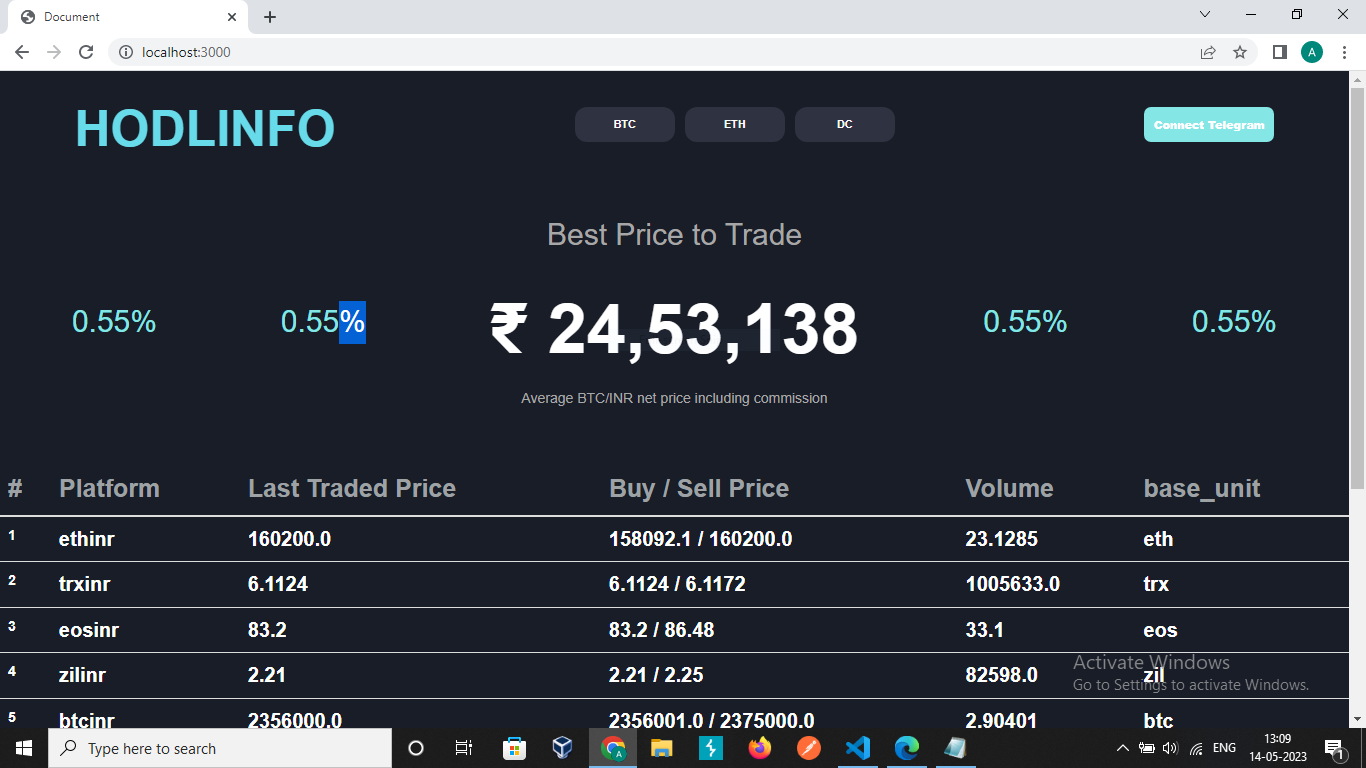 Document
localhost:3000
A
HODLINFO
BTC
ETH
DC
Connect Telegram
Best Price to Trade
0.55%
0.55%
₹ 24,53,138
0.55%
0.55%
Average BTC/INR net price including commission
# Platform Last Traded Price Buy / Sell Price Volume base_unit
1 ethinr 160200.0 158092.1 / 160200.0 23.1285 eth
2 trxinr 6.1124 6.1124 / 6.1172 1005633.0 trx
3 eosinr 83.2 83.2 / 86.48 33.1 eos
4 zilinr 2.21 2.21 / 2.25 82598.0 zil
Activate Windows
Go to Settings to activate Windows.
5 btcinr 2356000.0 2356001.0 / 2375000.0 2.90401 btc
Type here to search
A
ENG
13:09
14-05-2023
1